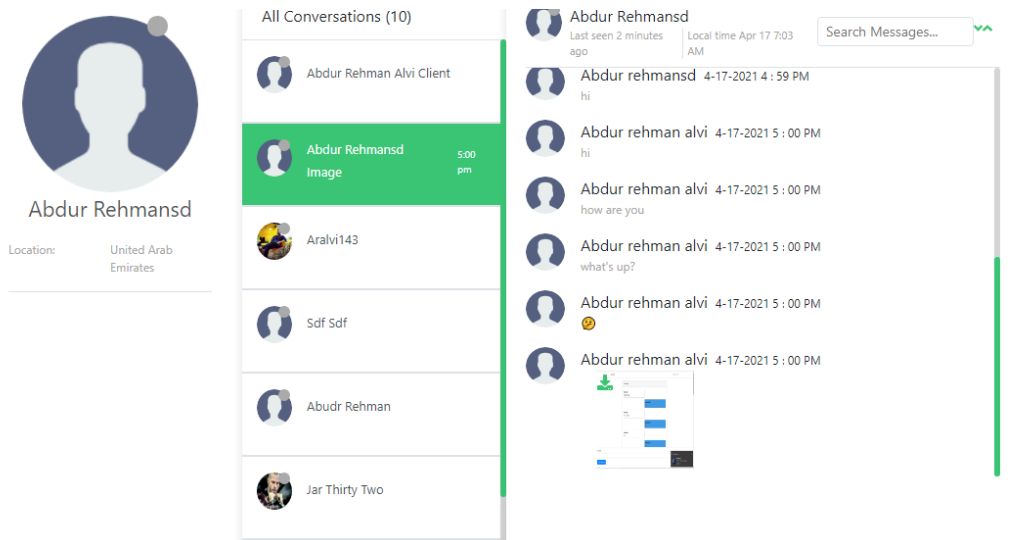 Abdur Rehmansd
Location:
United Arab
Emirates
All Conversations (10)
Abdur Rehman Alvi Client
Abdur Rehmansd
Image
5:00
pm
Aralvi143
Sdf Sdf
Abudr Rehman
Jar Thirty Two
Abdur Rehmansd
Last seen 2 minutes
ago
Local time Apr 17 7:03
AM
Search Messages...
Abdur rehmansd 4-17-2021 4 : 59 PM
hi
Abdur rehman alvi 4-17-2021 5 : 00 PM
hi
Abdur rehman alvi 4-17-2021 5 : 00 PM
how are you
Abdur rehman alvi 4-17-2021 5 : 00 PM
what's up?
Abdur rehman alvi 4-17-2021 5 : 00 PM
Abdur rehman alvi 4-17-2021 5 : 00 PM